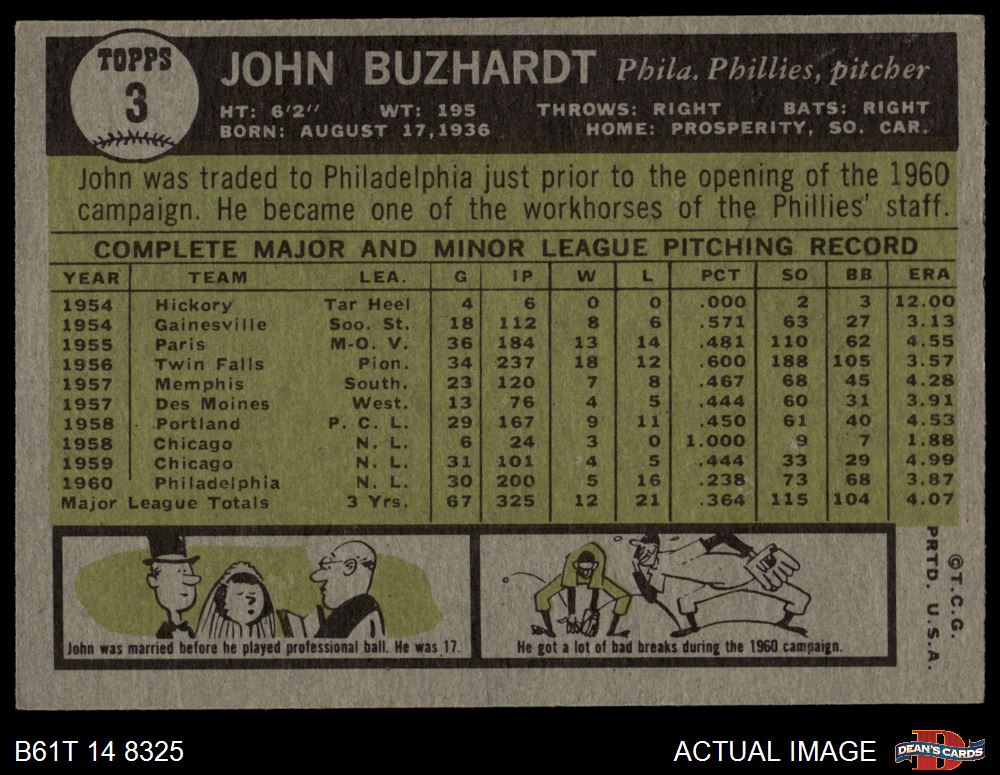 TOPPS
3
JOHN BUZHARDT Phila. Phillies, pitcher
HT: 6'2" WT: 195 THROWS: RIGHT BATS: RIGHT
BORN: AUGUST 17, 1936 HOME: PROSPERITY, SO. CAR.
John was traded to Philadelphia just prior to the opening of the 1960
campaign. He became one of the workhorses of the Phillies' staff.
COMPLETE MAJOR AND MINOR LEAGUE PITCHING RECORD
YEAR TEAM LEA. G IP W L PCT SO BB ERA
1954 Hickory Tar Heel 4 6 0 0 .000 2 3 12.00
1954 Gainesville Soo. St. 18 112 8 6 .571 63 27 3.13
1955 Paris M-O. V. 36 184 13 14 .481 110 62 4.55
1956 Twin Falls Pion. 34 237 18 12 .600 188 105 3.57
1957 Memphis South. 23 120 7 8 .467 68 45 4.28
1957 Des Moines West. 13 76 4 5 .444 60 31 3.91
1958 Portland P. C. L. 29 167 9 11 .450 61 40 4.53
1958 Chicago N. L. 6 24 3 0 1.000 9 7 1.88
1959 Chicago N. L. 31 101 4 5 .444 33 29 4.99
1960 Philadelphia N. L. 30 200 5 16 .238 73 68 3.87
Major League Totals 3 Yrs. 67 325 12 21 .364 115 104 4.07
John was married before he played professional ball. He was 17.
He got a lot of bad breaks during the 1960 campaign.
©T.C.G.
PRTD. U.S.A.
B61T 14 8325
ACTUAL IMAGE
DEAN'S CARDS